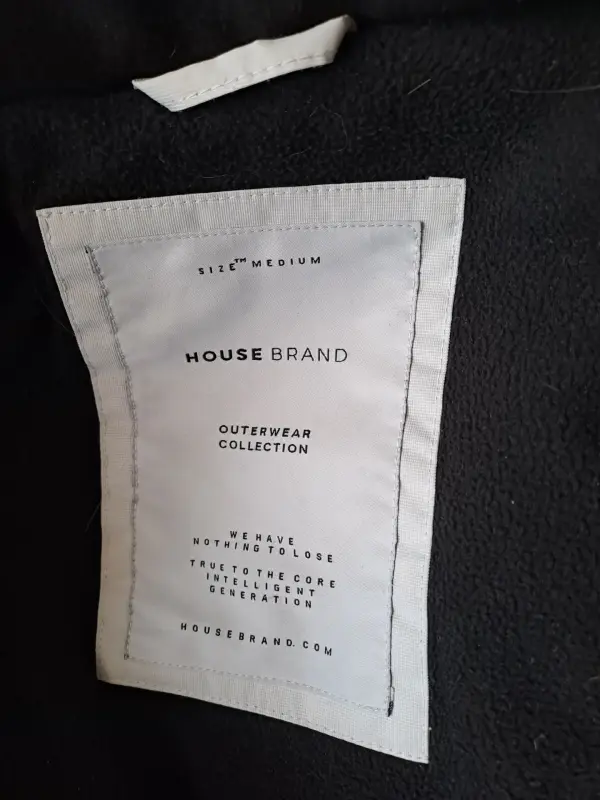 SIZE™ MEDIUM
HOUSE BRAND
OUTERWEAR
COLLECTION
WE HAVE
NOTHING TO LOSE
TRUE TO THE CORE
INTELLIGENT
GENERATION
HOUSEBRAND.COM